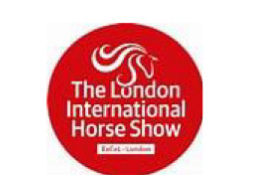 The London
International
Horse Show
ExCeL - London